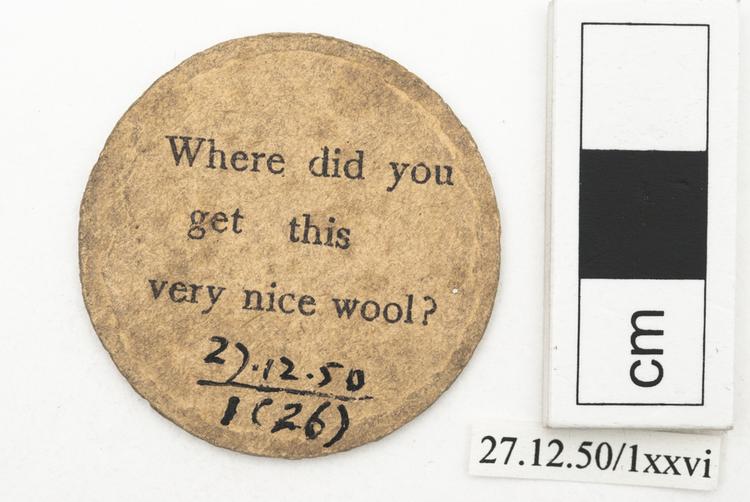 Where did you
get this
very nice wool?
27.12.50
1(26)
cm
27.12.50/1xxvi